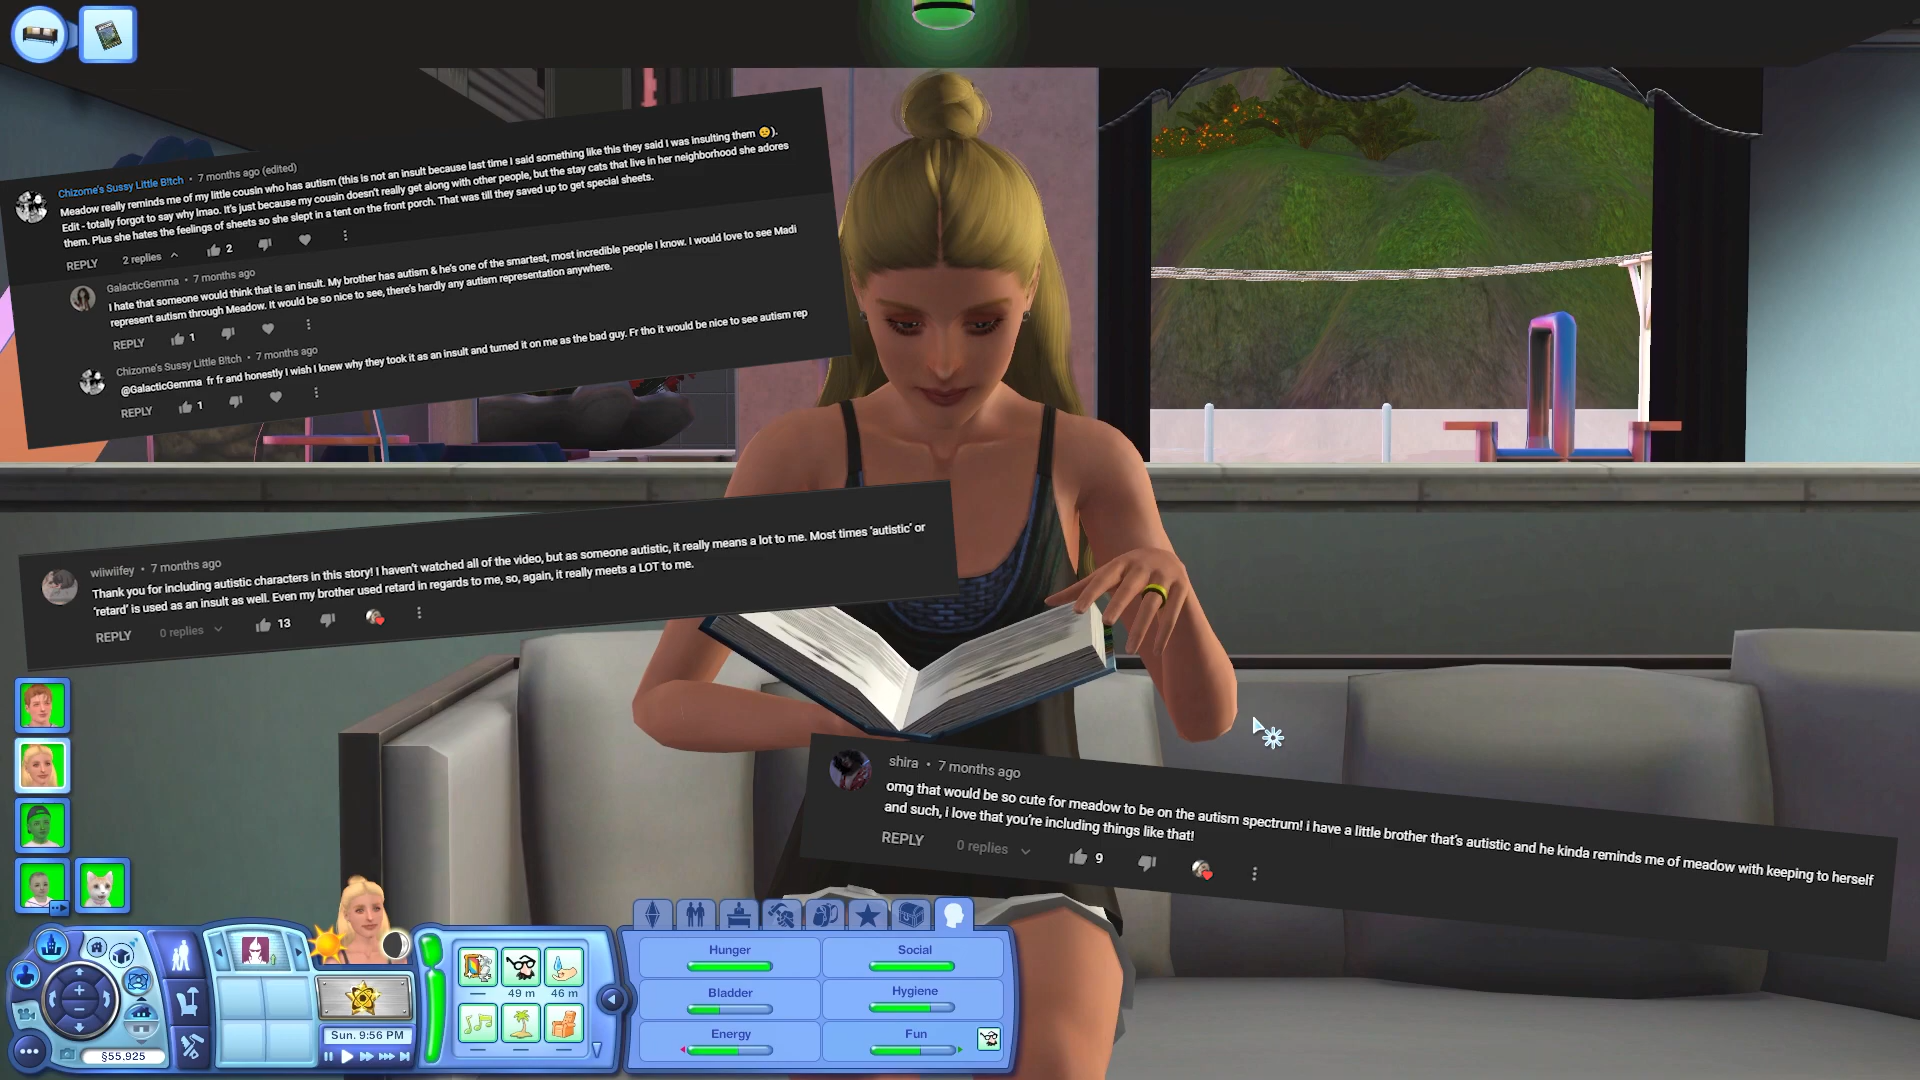 Chizome's Sussy Little B!tch • 7 months ago (edited)
Meadow really reminds me of my little cousin who has autism (this is not an insult because last time I said something like this they said I was insulting them 😔).
Edit - totally forgot to say why lmao. It's just because my cousin doesn't really get along with other people, but the stay cats that live in her neighborhood she adores
them. Plus she hates the feelings of sheets so she slept in a tent on the front porch. That was till they saved up to get special sheets.
REPLY 2 replies 2
GalacticGemma • 7 months ago
I hate that someone would think that is an insult. My brother has autism & he's one of the smartest, most incredible people I know. I would love to see Madi
represent autism through Meadow. It would be so nice to see, there's hardly any autism representation anywhere.
REPLY 1
Chizome's Sussy Little B!tch • 7 months ago
@GalacticGemma fr fr and honestly I wish I knew why they took it as an insult and turned it on me as the bad guy. Fr tho it would be nice to see autism rep
REPLY 1
wiiwiifey • 7 months ago
Thank you for including autistic characters in this story! I haven't watched all of the video, but as someone autistic, it really means a lot to me. Most times 'autistic' or
'retard' is used as an insult as well. Even my brother used retard in regards to me, so, again, it really meets a LOT to me.
REPLY 0 replies 13
shira • 7 months ago
omg that would be so cute for meadow to be on the autism spectrum! i have a little brother that's autistic and he kinda reminds me of meadow with keeping to herself
and such, i love that you're including things like that!
REPLY 0 replies 9
Hunger Social
49 m 46 m
Bladder Hygiene
Sun. 9:56 PM
Energy Fun
§55,925